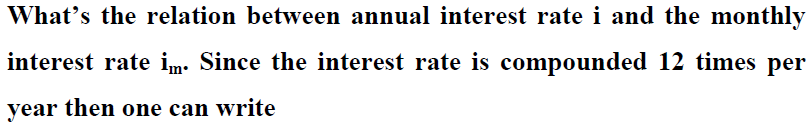 What’s the relation between annual interest rate i and the monthly
interest rate im. Since the interest rate is compounded 12 times per
year then one can write